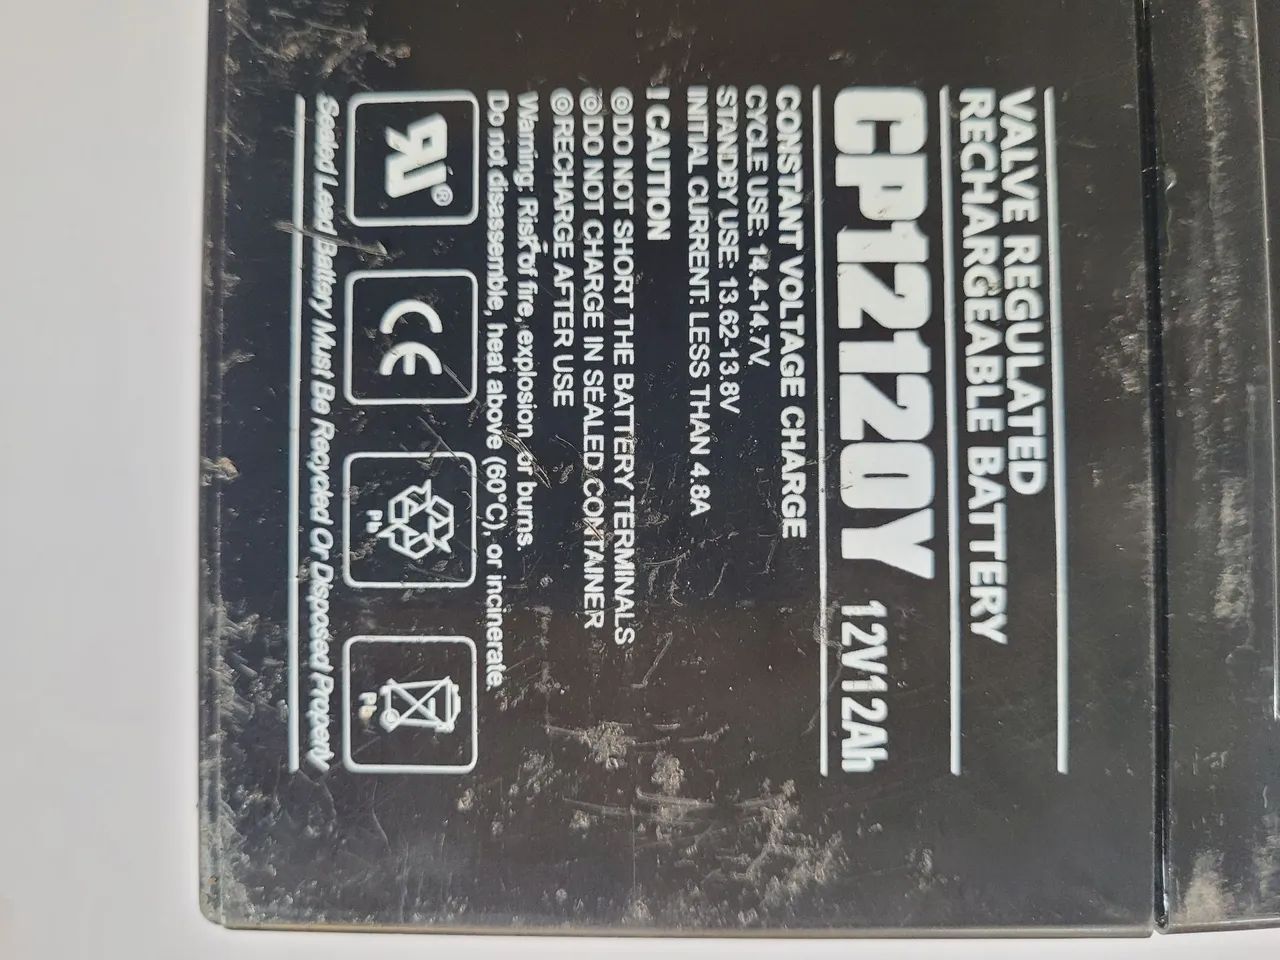 VALVE REGULATED
RECHARGEABLE BATTERY
CP12120Y 12V12Ah
CONSTANT VOLTAGE CHARGE
CYCLE USE: 14.4-14.7V
STANDBY USE: 13.62-13.8V
INITIAL CURRENT: LESS THAN 4.8A
! CAUTION
◎DO NOT SHORT THE BATTERY TERMINALS
◎DO NOT CHARGE IN SEALED CONTAINER
◎RECHARGE AFTER USE
Warning: Risk of fire, explosion, or burns.
Do not disassemble, heat above (60°C), or incinerate.
RU® CE Pb Pb
Sealed Lead Battery Must Be Recycled Or Disposed Properly